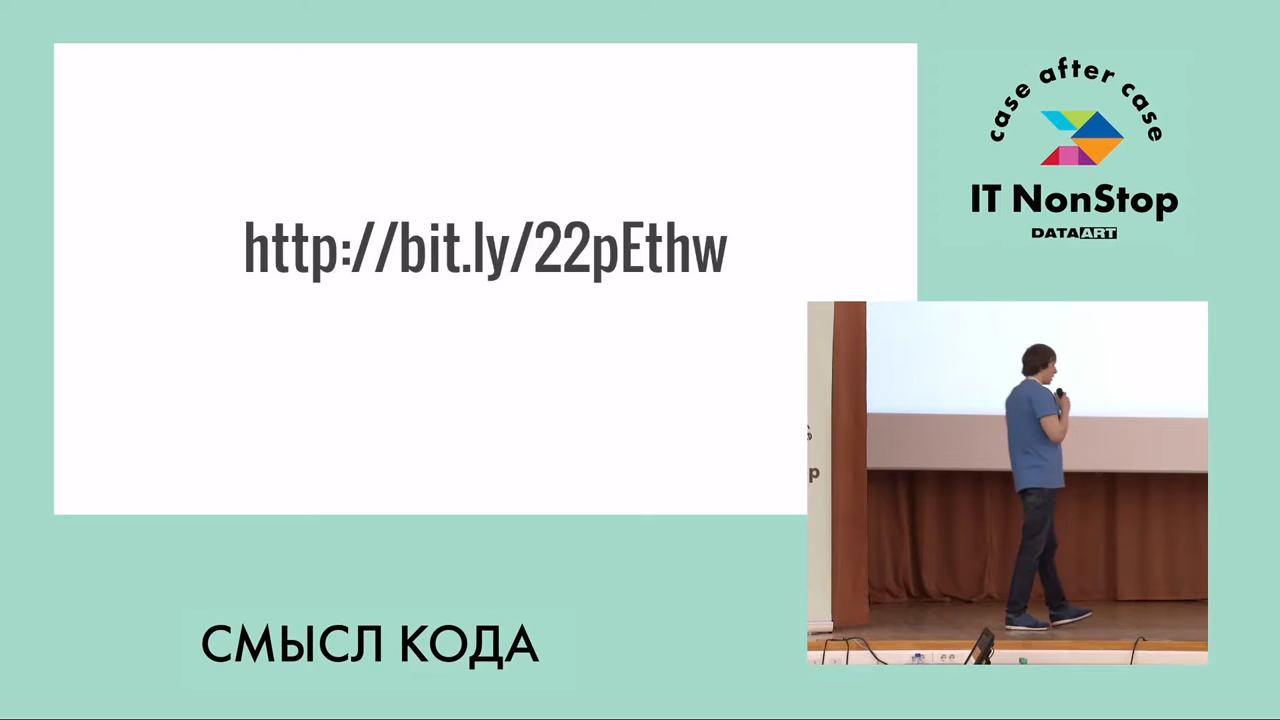 http://bit.ly/22pEthw
case after case
IT NonStop
DATAART
СМЫСЛ КОДА